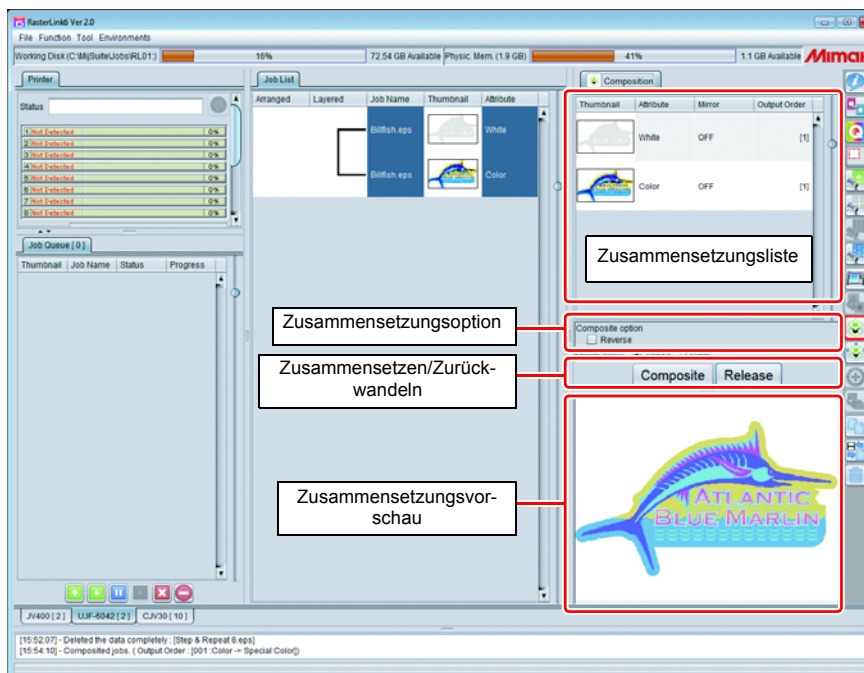 RasterLink6 Ver 2.0
File Function Tool Environments
Working Disk (C:\MijSuite\Jobs\RL01:) 16% 72.54 GB Available Physic. Mem. (1.9 GB) 41% 1.1 GB Available Mimaki
Printer
Status
1 Not Detected 0%
2 Not Detected 0%
3 Not Detected 0%
4 Not Detected 0%
5 Not Detected 0%
6 Not Detected 0%
7 Not Detected 0%
8 Not Detected 0%
Job Queue [ 0 ]
Thumbnail Job Name Status Progress
Job List
Arranged Layered Job Name Thumbnail Attribute
Billfish.eps White
Billfish.eps Color
Composition
Thumbnail Attribute Mirror Output Order
White OFF [1]
Color OFF [1]
Zusammensetzungsliste
Zusammensetzungsoption
Composite option
Reverse
Zusammensetzen/Zurück-
wandeln
Composite Release
Zusammensetzungsvor-
schau
ATLANTIC
BLUE MARLIN
JV400 [ 2 ] UJF-6042 [ 2 ] CJV30 [ 10 ]
[15:52:07] - Deleted the data completely : [Step & Repeat 8.eps]
[15:54:10] - Composited jobs. ( Output Order : [001 :Color -> Special Color])